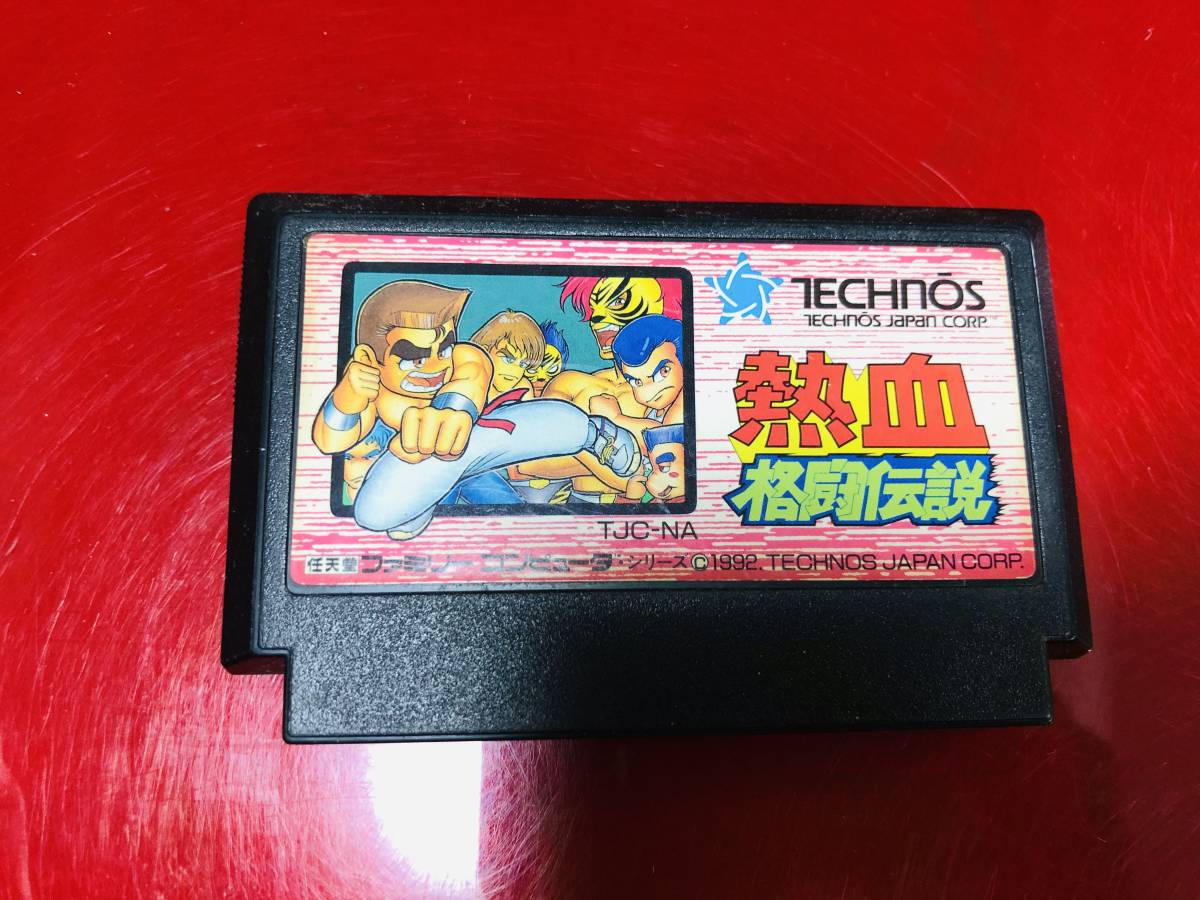 TECHNŌS
TECHNŌS JAPAN CORP.
熱血
格闘伝説
TJC-NA
任天堂 ファミリーコンピュータ・シリーズ ©1992. TECHNOS JAPAN CORP.